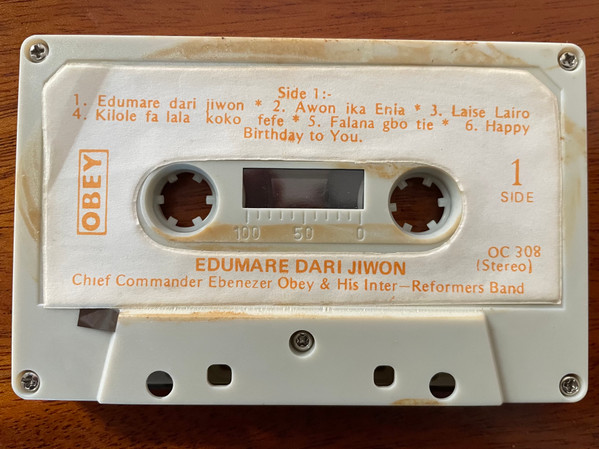 Side 1:-
1. Edumare dari jiwon * 2. Awon ika Enia * 3. Laise Lairo
4. Kilole fa lala koko fefe * 5. Falana gbo tie * 6. Happy
Birthday to You.
OBEY
1
SIDE
100 50 0
OC 308
(Stereo)
EDUMARE DARI JIWON
Chief Commander Ebenezer Obey & His Inter-Reformers Band